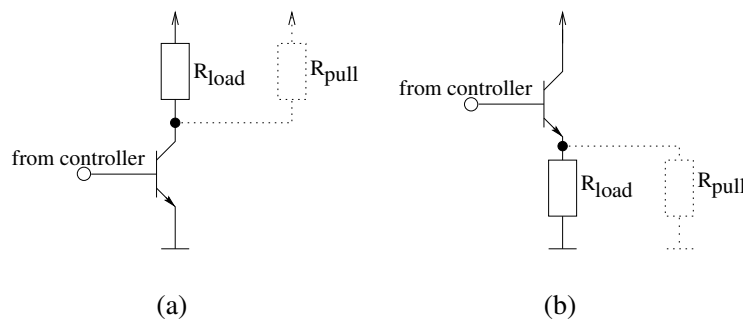 R_load
R_pull
from controller
(a)
from controller
R_load
R_pull
(b)